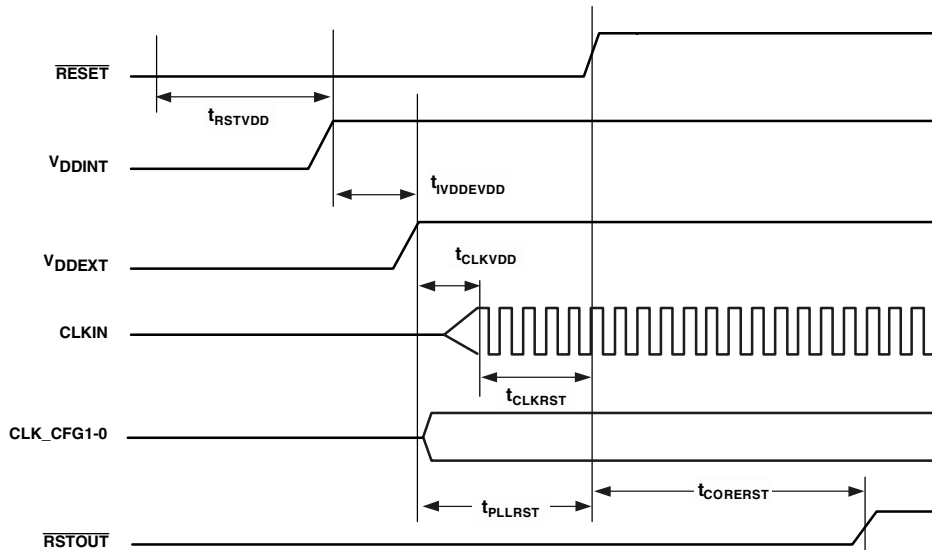 RESET
tRSTVDD
VDDINT
tIVDDEVDD
VDDEXT
tCLKVDD
CLKIN
tCLKRST
CLK_CFG1-0
tPLLRST
tCORERST
RSTOUT